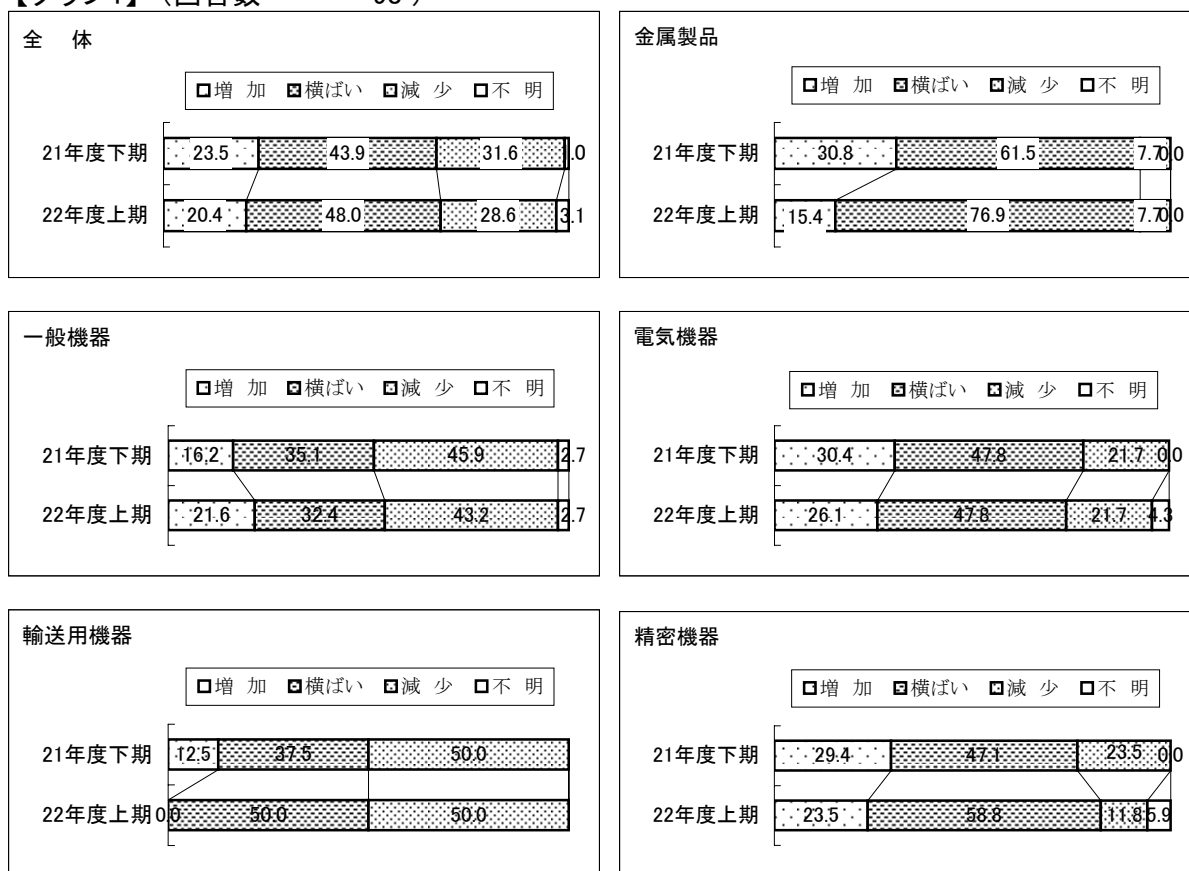 全 体
□増 加 横ばい 減 少 □不 明
21年度下期 23.5 43.9 31.6 1.0
22年度上期 20.4 48.0 28.6 3.1
金属製品
□増 加 横ばい 減 少 □不 明
21年度下期 30.8 61.5 7.7 0.0
22年度上期 15.4 76.9 7.7 0.0
一般機器
□増 加 横ばい 減 少 □不 明
21年度下期 16.2 35.1 45.9 2.7
22年度上期 21.6 32.4 43.2 2.7
電気機器
□増 加 横ばい 減 少 □不 明
21年度下期 30.4 47.8 21.7 0.0
22年度上期 26.1 47.8 21.7 4.3
輸送用機器
□増 加 横ばい 減 少 □不 明
21年度下期 12.5 37.5 50.0
22年度上期 0.0 50.0 50.0
精密機器
□増 加 横ばい 減 少 □不 明
21年度下期 29.4 47.1 23.5 0.0
22年度上期 23.5 58.8 11.8 5.9